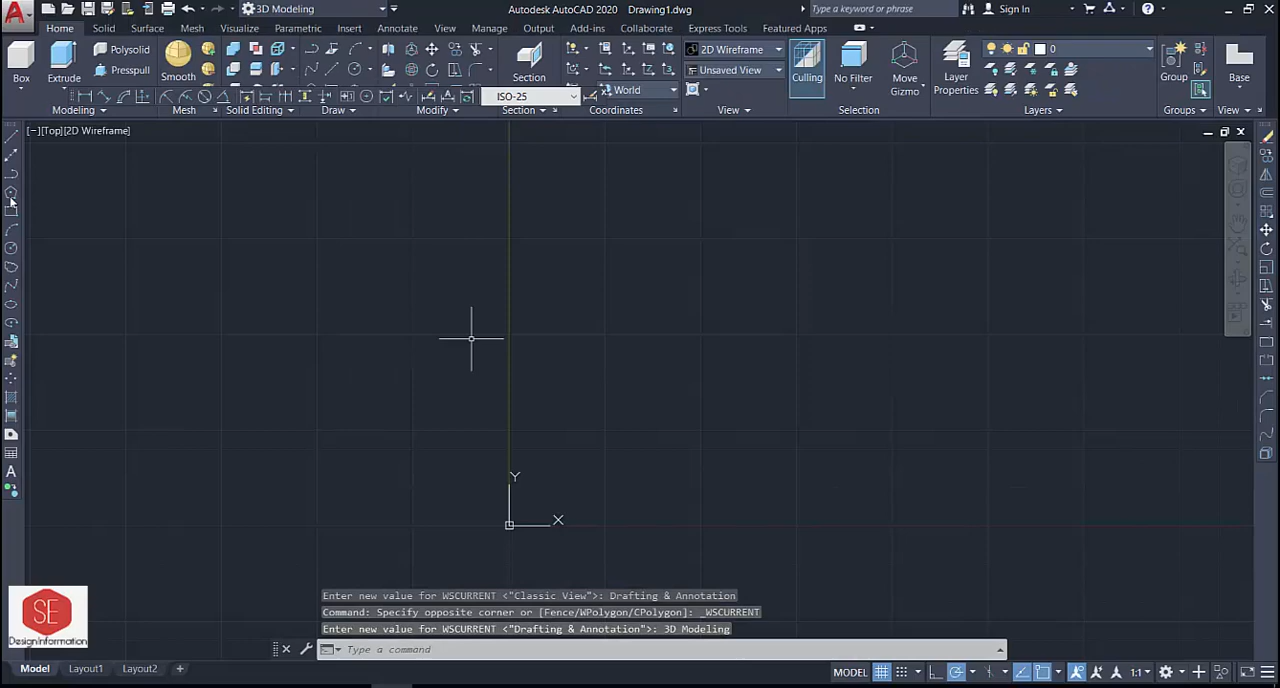 3D Modeling
Autodesk AutoCAD 2020 Drawing1.dwg
Type a keyword or phrase
Sign In
Home Solid Surface Mesh Visualize Parametric Insert Annotate View Manage Output Add-ins Collaborate Express Tools Featured Apps
Polysolid
Presspull
2D Wireframe
Unsaved View
0
Box
Extrude
Smooth
Section
Culling
No Filter
Move
Gizmo
Layer
Properties
Group
Base
ISO-25
World
Modeling
Mesh
Solid Editing
Draw
Modify
Section
Coordinates
View
Selection
Layers
Groups
View
[−][Top][2D Wireframe]
Y
X
A
SE
DesignInformation
Enter new value for WSCURRENT <"Classic View">: Drafting & Annotation
Command: Specify opposite corner or [Fence/WPolygon/CPolygon]: _WSCURRENT
Enter new value for WSCURRENT <"Drafting & Annotation">: 3D Modeling
Type a command
Model Layout1 Layout2 +
MODEL
1:1